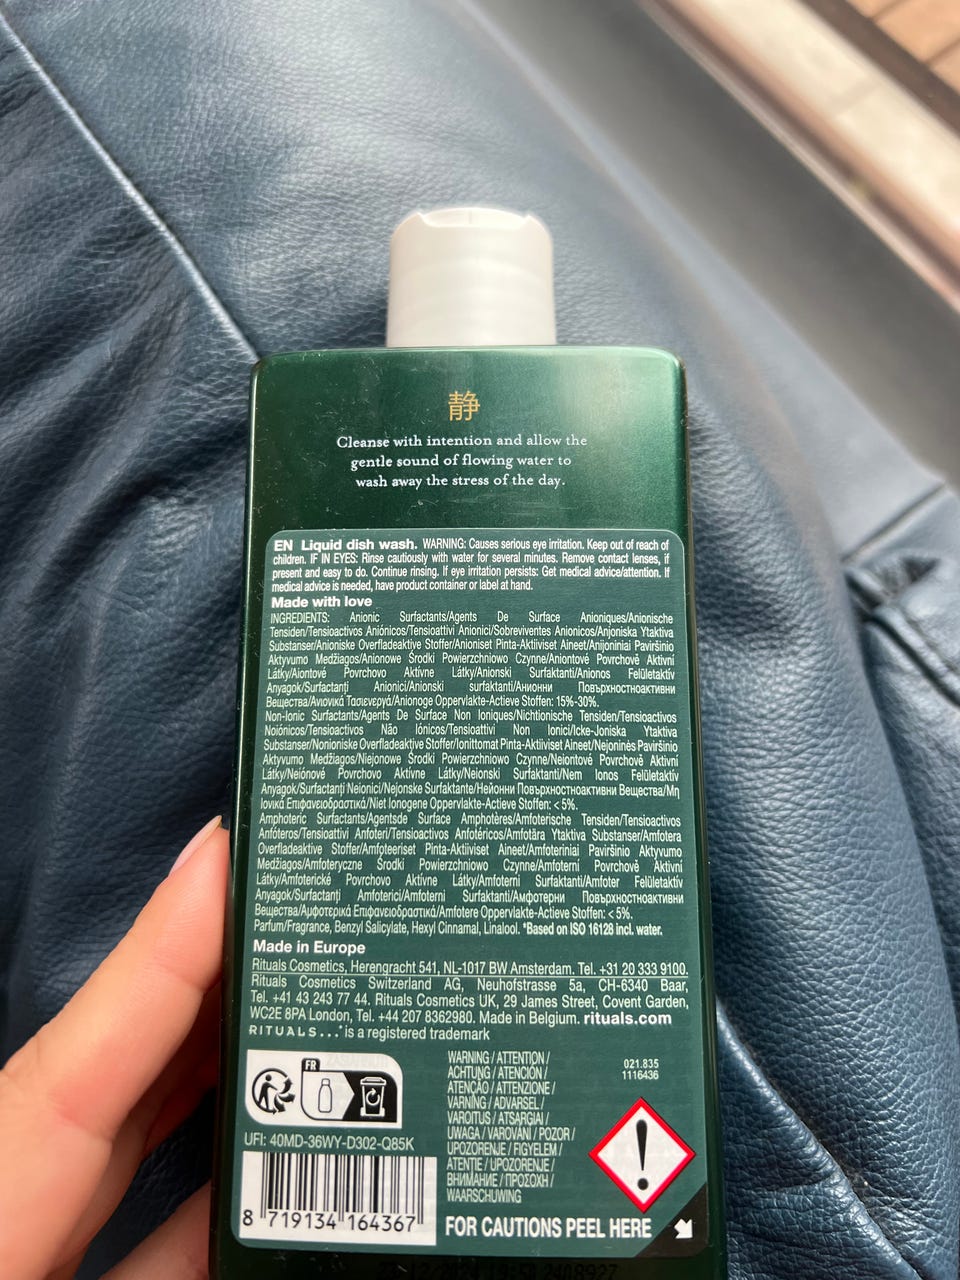 静
Cleanse with intention and allow the
gentle sound of flowing water to
wash away the stress of the day.
EN Liquid dish wash. WARNING: Causes serious eye irritation. Keep out of reach of
children. IF IN EYES: Rinse cautiously with water for several minutes. Remove contact lenses, if
present and easy to do. Continue rinsing. If eye irritation persists: Get medical advice/attention. If
medical advice is needed, have product container or label at hand.
Made with love
INGREDIENTS: Anionic Surfactants/Agents De Surface Anioniques/Anionische
Tensiden/Tensioactivos Aniónicos/Tensioattivi Anionici/Sobreviventes Anionicos/Anjoniska Ytaktiva
Substanser/Anioniske Overfladeaktive Stoffer/Anioniset Pinta-Aktiiviset Aineet/Anijoniniai Paviršinio
Aktyvumo Medžiagos/Anionowe Środki Powierzchniowo Czynne/Aniontové Povrchové Aktivní
Látky/Aiontové Povrchovo Aktívne Látky/Anionski Surfaktanti/Anionos Felületaktív
Anyagok/Surfactanți Anionici/Anionski surfaktanti/Анионни Повърхностноактивни
Вещества/Ανιονικά Τασιενεργά/Anionoge Oppervlakte-Actieve Stoffen: 15%-30%.
Non-Ionic Surfactants/Agents De Surface Non Ioniques/Nichtionische Tensiden/Tensioactivos
Noiónicos/Tensioactivos Não Iónicos/Tensioattivi Non Ionici/Icke-Joniska Ytaktiva
Substanser/Nonioniske Overfladeaktive Stoffer/Ionittomat Pinta-Aktiiviset Aineet/Nejoninės Paviršinio
Aktyvumo Medžiagos/Niejonowe Środki Powierzchniowo Czynne/Neiontové Povrchové Aktivní
Látky/Neiónové Povrchovo Aktívne Látky/Neionski Surfaktanti/Nem Ionos Felületaktív
Anyagok/Surfactanți Neionici/Nejonske Surfaktante/Нейонни Повърхностноактивни Вещества/Μη
Ιονικά Επιφανειοδραστικά/Niet Ionogene Oppervlakte-Actieve Stoffen: < 5%.
Amphoteric Surfactants/Agentsde Surface Amphotères/Amfoterische Tensiden/Tensioactivos
Anfóteros/Tensioattivi Anfoteri/Tensioactivos Anfotéricos/Amfotära Ytaktiva Substanser/Amfotera
Overfladeaktive Stoffer/Amfoteeriset Pinta-Aktiiviset Aineet/Amfoteriniai Paviršinio Aktyvumo
Medžiagos/Amfoteryczne Środki Powierzchniowo Czynne/Amfoterní Povrchově Aktivní
Látky/Amfoterické Povrchovo Aktívne Látky/Amfoterni Surfaktanti/Amfoter Felületaktív
Anyagok/Surfactanți Amfoterici/Amfoterni Surfaktanti/Амфотерни Повърхностноактивни
Вещества/Αμφοτερικά Επιφανειοδραστικά/Amfotere Oppervlakte-Actieve Stoffen: < 5%.
Parfum/Fragrance, Benzyl Salicylate, Hexyl Cinnamal, Linalool. *Based on ISO 16128 incl. water.
Made in Europe
Rituals Cosmetics, Herengracht 541, NL-1017 BW Amsterdam. Tel. +31 20 333 9100.
Rituals Cosmetics Switzerland AG, Neuhofstrasse 5a, CH-6340 Baar,
Tel. +41 43 243 77 44. Rituals Cosmetics UK, 29 James Street, Covent Garden,
WC2E 8PA London, Tel. +44 207 8362980. Made in Belgium. rituals.com
RITUALS...® is a registered trademark
FR
UFI: 40MD-36WY-D302-Q85K
8 719134 164367
WARNING / ATTENTION /
ACHTUNG / ATENCIÓN /
ATENÇÃO / ATTENZIONE /
VARNING / ADVARSEL /
VAROITUS / ATSARGIAI /
UWAGA / VAROVÁNÍ / POZOR /
UPOZORENJE / FIGYELEM /
ATENȚIE / UPOZORENJE /
ВНИМАНИЕ / ΠΡΟΣΟΧΗ /
WAARSCHUWING
021.835
1116436
FOR CAUTIONS PEEL HERE